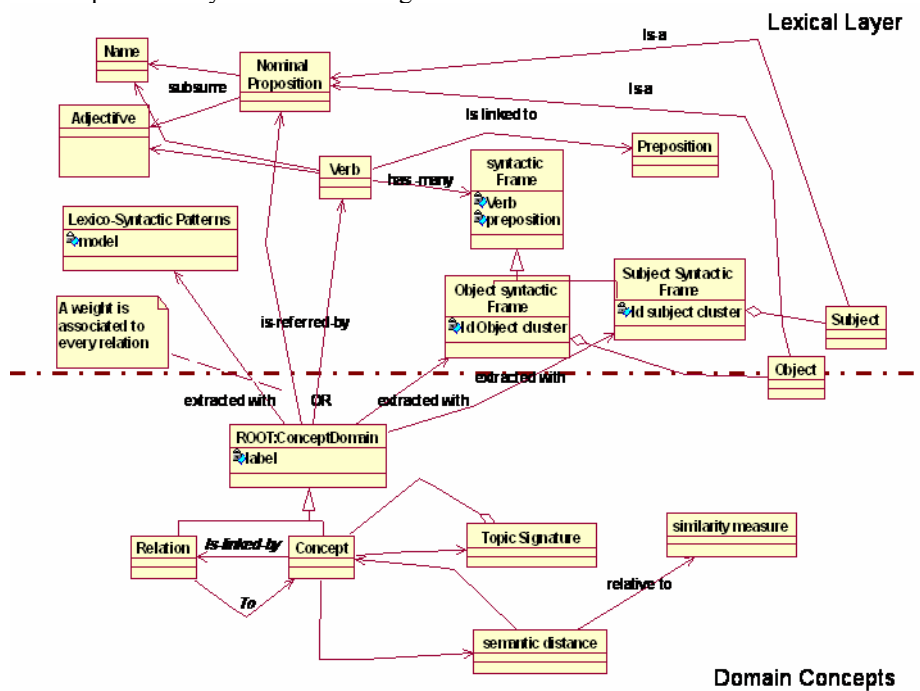 Lexical Layer
Name
Nominal
Proposition
Is-a
subsume
Is-a
Adjectifve
Is linked to
Verb
Preposition
has -many
syntactic
Frame
Verb
preposition
Lexico-Syntactic Patterns
model
Object syntactic
Frame
Id Object cluster
Subject Syntactic
Frame
Id subject cluster
Subject
A weight is
associated to
every relation
is-referred-by
Object
extracted with
extracted with
OR
extracted with
ROOT:ConceptDomain
label
Relation
Is-linked-by
Concept
Topic Signature
similarity measure
To
relative to
semantic distance
Domain Concepts